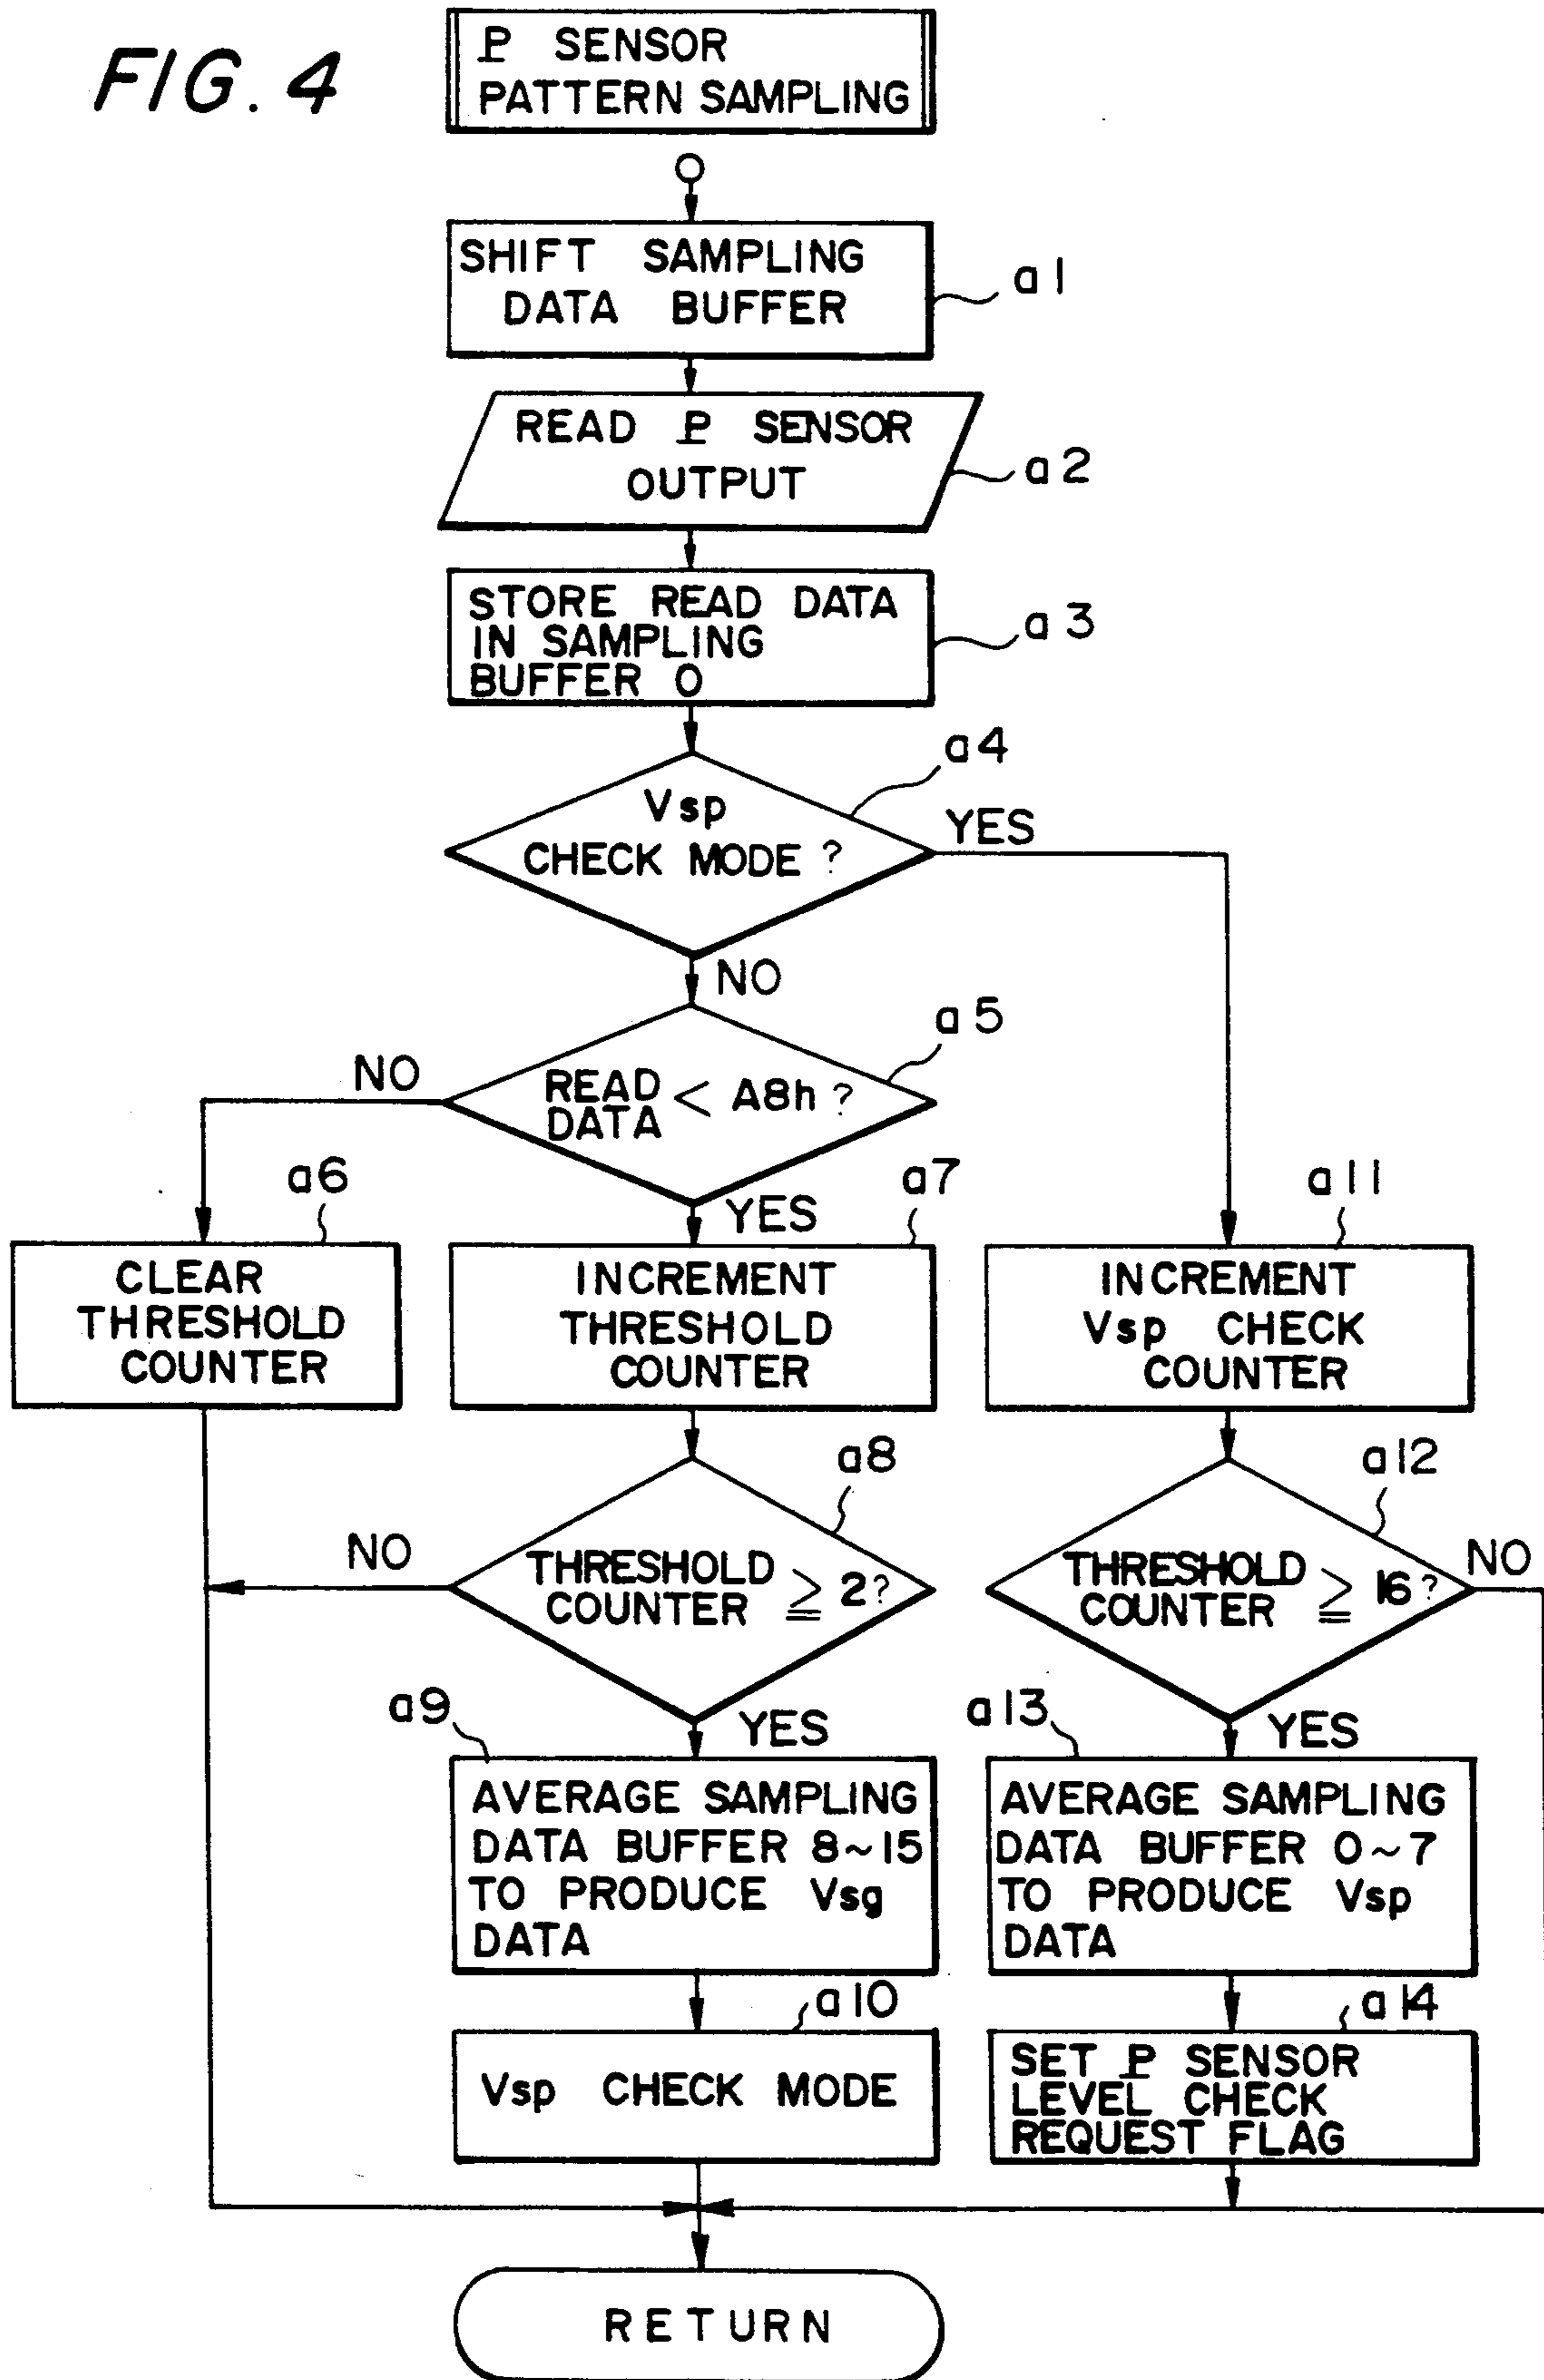 FIG. 4
P SENSOR
PATTERN SAMPLING
SHIFT SAMPLING
DATA BUFFER
a1
READ P SENSOR
OUTPUT
a2
STORE READ DATA
IN SAMPLING
BUFFER 0
a3
a4
Vsp
CHECK MODE ?
YES
NO
a5
NO
READ
DATA < A8h ?
YES
a6
CLEAR
THRESHOLD
COUNTER
a7
INCREMENT
THRESHOLD
COUNTER
a11
INCREMENT
Vsp CHECK
COUNTER
a8
NO
THRESHOLD
COUNTER ≧ 2?
YES
a12
THRESHOLD
COUNTER ≧ 16?
NO
YES
a9
AVERAGE SAMPLING
DATA BUFFER 8~15
TO PRODUCE Vsg
DATA
a13
AVERAGE SAMPLING
DATA BUFFER 0~7
TO PRODUCE Vsp
DATA
a10
Vsp CHECK MODE
a14
SET P SENSOR
LEVEL CHECK
REQUEST FLAG
RETURN